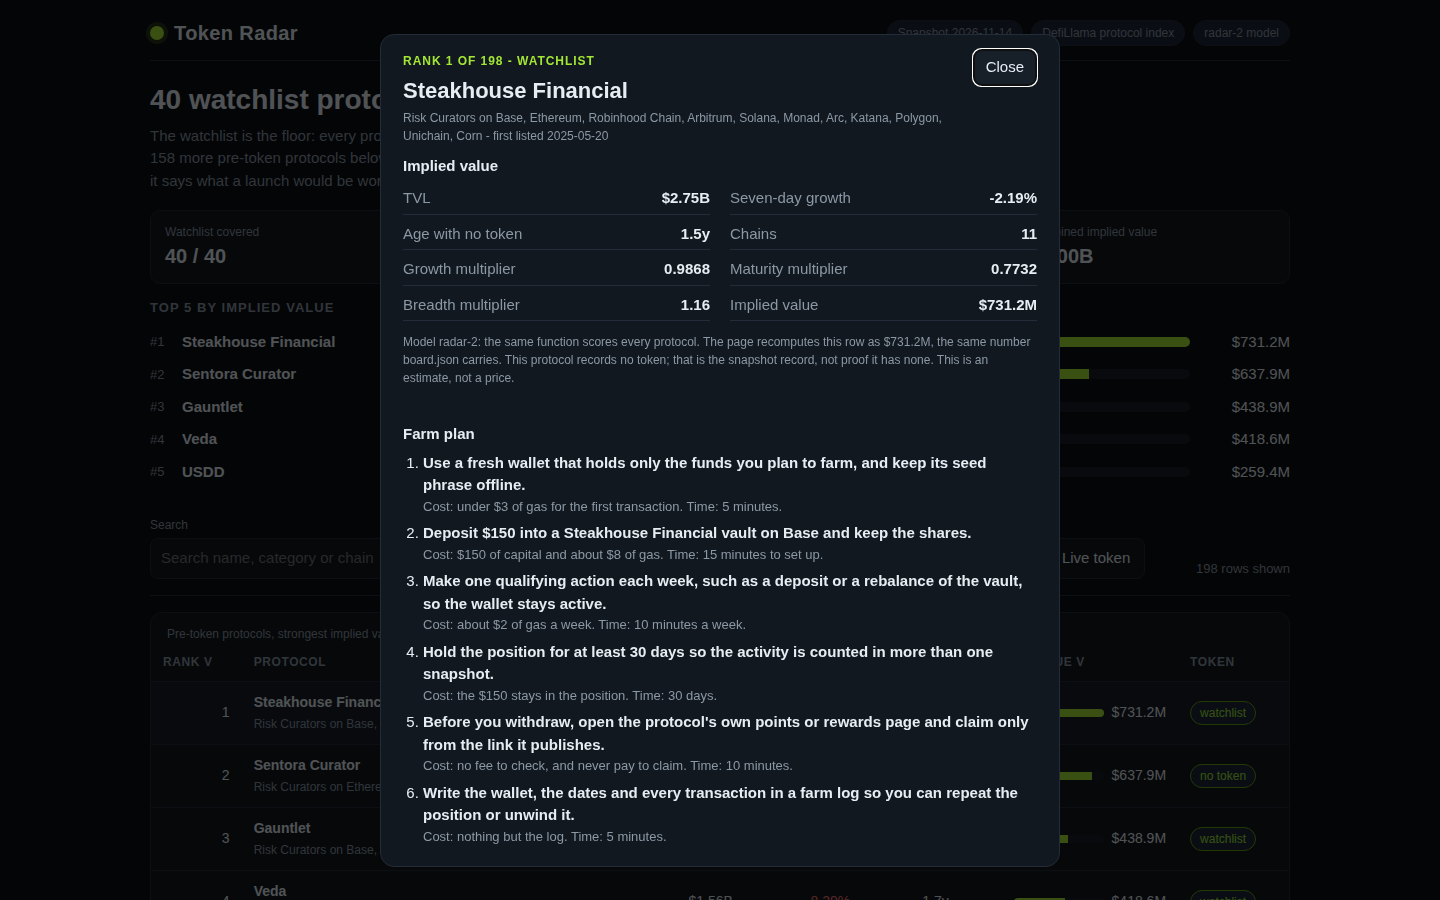 Token Radar
Snapshot 2026-11-14
DefiLlama protocol index
radar-2 model
40 watchlist proto
The watchlist is the floor: every pro
158 more pre-token protocols below
it says what a launch would be wor
Watchlist covered
40 / 40
ined implied value
00B
TOP 5 BY IMPLIED VALUE
#1 Steakhouse Financial $731.2M
#2 Sentora Curator $637.9M
#3 Gauntlet $438.9M
#4 Veda $418.6M
#5 USDD $259.4M
Search
Search name, category or chain
Live token
198 rows shown
Pre-token protocols, strongest implied va
RANK V PROTOCOL UE V TOKEN
1 Steakhouse Financ $731.2M watchlist
Risk Curators on Base,
2 Sentora Curator $637.9M no token
Risk Curators on Ethere
3 Gauntlet $438.9M watchlist
Risk Curators on Base,
Veda
RANK 1 OF 198 - WATCHLIST
Close
Steakhouse Financial
Risk Curators on Base, Ethereum, Robinhood Chain, Arbitrum, Solana, Monad, Arc, Katana, Polygon,
Unichain, Corn - first listed 2025-05-20
Implied value
TVL $2.75B Seven-day growth -2.19%
Age with no token 1.5y Chains 11
Growth multiplier 0.9868 Maturity multiplier 0.7732
Breadth multiplier 1.16 Implied value $731.2M
Model radar-2: the same function scores every protocol. The page recomputes this row as $731.2M, the same number
board.json carries. This protocol records no token; that is the snapshot record, not proof it has none. This is an
estimate, not a price.
Farm plan
1. Use a fresh wallet that holds only the funds you plan to farm, and keep its seed
phrase offline.
Cost: under $3 of gas for the first transaction. Time: 5 minutes.
2. Deposit $150 into a Steakhouse Financial vault on Base and keep the shares.
Cost: $150 of capital and about $8 of gas. Time: 15 minutes to set up.
3. Make one qualifying action each week, such as a deposit or a rebalance of the vault,
so the wallet stays active.
Cost: about $2 of gas a week. Time: 10 minutes a week.
4. Hold the position for at least 30 days so the activity is counted in more than one
snapshot.
Cost: the $150 stays in the position. Time: 30 days.
5. Before you withdraw, open the protocol's own points or rewards page and claim only
from the link it publishes.
Cost: no fee to check, and never pay to claim. Time: 10 minutes.
6. Write the wallet, the dates and every transaction in a farm log so you can repeat the
position or unwind it.
Cost: nothing but the log. Time: 5 minutes.